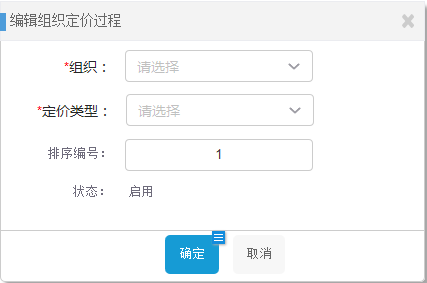 编辑组织定价过程
*组织： 请选择
*定价类型： 请选择
排序编号： 1
状态： 启用
确定 取消